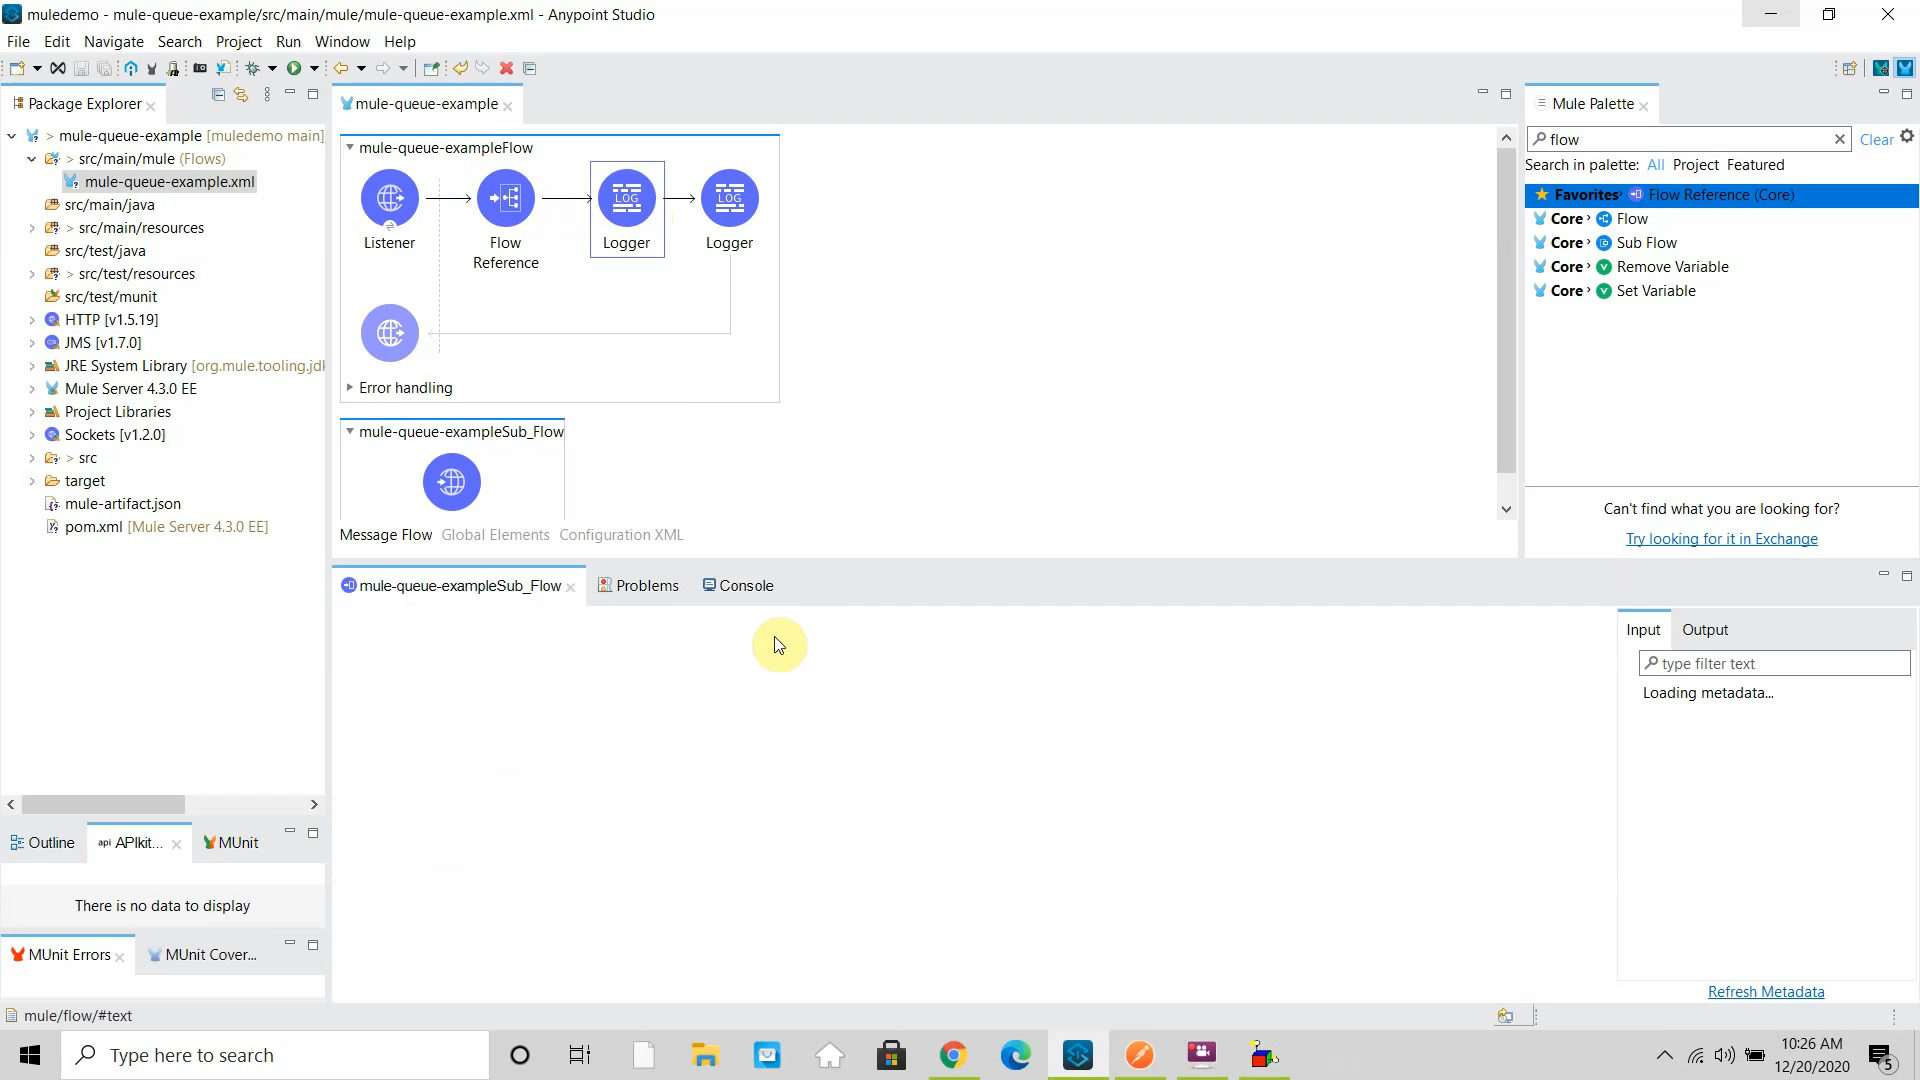 muledemo - mule-queue-example/src/main/mule/mule-queue-example.xml - Anypoint Studio
File Edit Navigate Search Project Run Window Help
Package Explorer
mule-queue-example [muledemo main]
src/main/mule (Flows)
mule-queue-example.xml
src/main/java
src/main/resources
src/test/java
src/test/resources
src/test/munit
HTTP [v1.5.19]
JMS [v1.7.0]
JRE System Library [org.mule.tooling.jdk
Mule Server 4.3.0 EE
Project Libraries
Sockets [v1.2.0]
src
target
mule-artifact.json
pom.xml [Mule Server 4.3.0 EE]
Outline APIkit... MUnit
There is no data to display
MUnit Errors MUnit Cover...
mule-queue-example
mule-queue-exampleFlow
LOG LOG
Listener Flow Reference Logger Logger
Error handling
mule-queue-exampleSub_Flow
Message Flow Global Elements Configuration XML
mule-queue-exampleSub_Flow Problems Console
Mule Palette
flow Clear
Search in palette: All Project Featured
Favorites Flow Reference (Core)
Core Flow
Core Sub Flow
Core Remove Variable
Core Set Variable
Can't find what you are looking for?
Try looking for it in Exchange
Input Output
type filter text
Loading metadata...
Refresh Metadata
mule/flow/#text
Type here to search
10:26 AM
12/20/2020
5